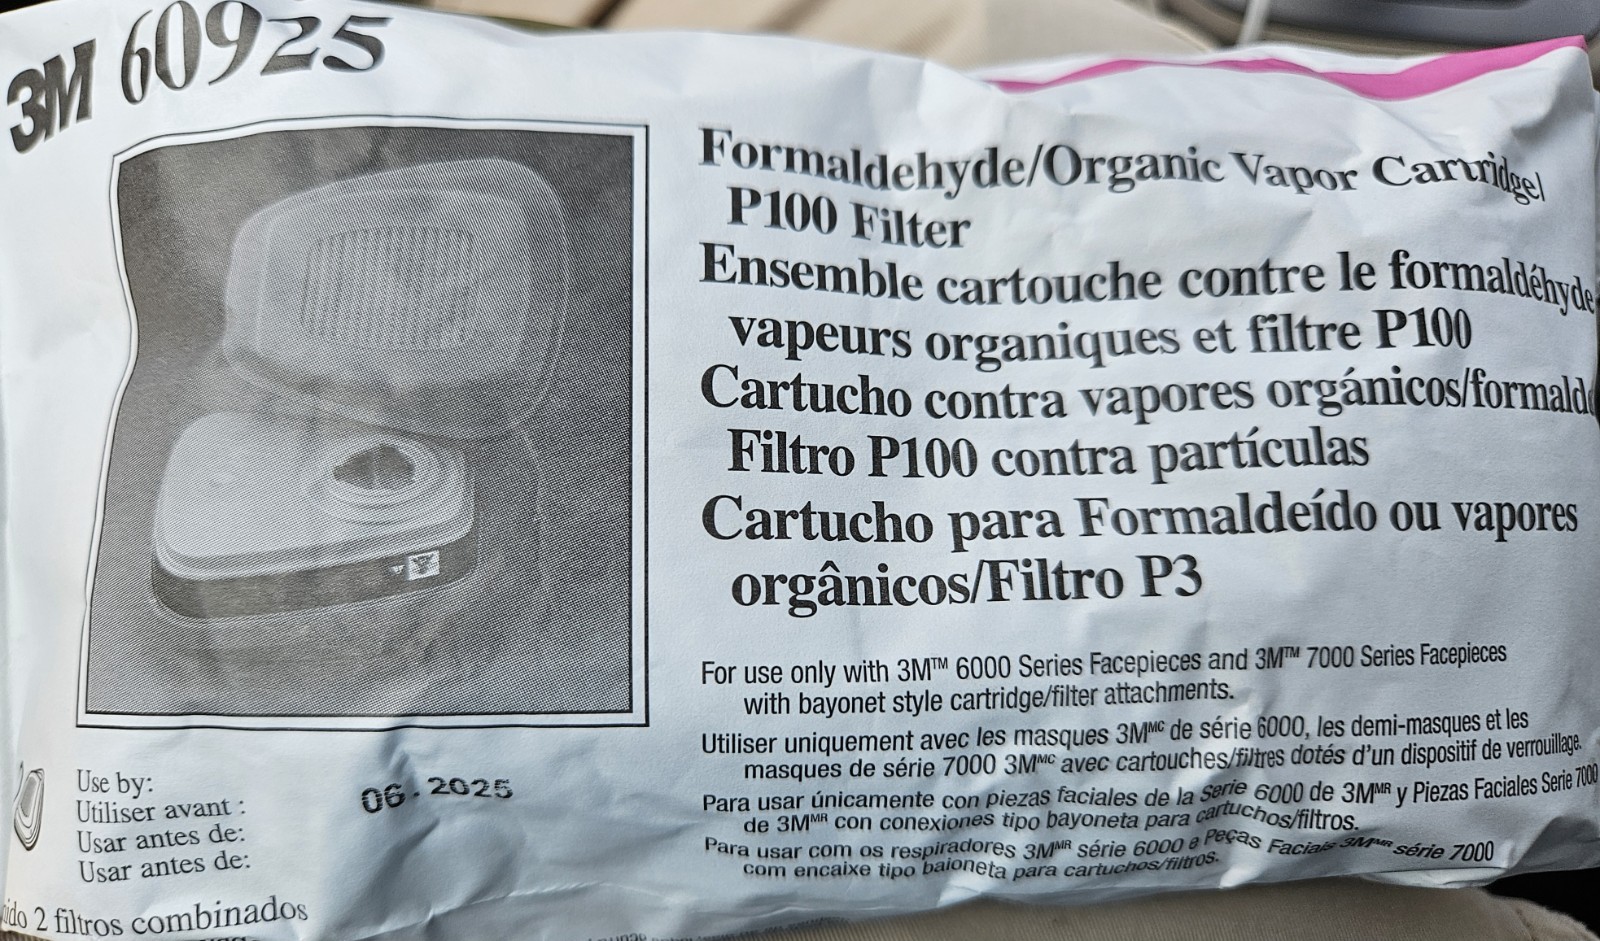 3M 60925
Formaldehyde/Organic Vapor Cartridge/
P100 Filter
Ensemble cartouche contre le formaldéhyde
vapeurs organiques et filtre P100
Cartucho contra vapores orgánicos/formald
Filtro P100 contra partículas
Cartucho para Formaldeído ou vapores
orgânicos/Filtro P3
For use only with 3M™ 6000 Series Facepieces and 3M™ 7000 Series Facepieces
with bayonet style cartridge/filter attachments.
Utiliser uniquement avec les masques 3Mᴹᶜ de série 6000, les demi-masques et les
masques de série 7000 3Mᴹᶜ avec cartouches/filtres dotés d'un dispositif de verrouillage.
Para usar únicamente con piezas faciales de la Serie 6000 de 3Mᴹᴿ y Piezas Faciales Serie 7000
de 3Mᴹᴿ con conexiones tipo bayoneta para cartuchos/filtros.
Para usar com os respiradores 3Mᴹᴿ série 6000 e Peças Faciais 3Mᴹᴿ série 7000
com encaixe tipo baioneta para cartuchos/filtros.
Use by:
Utiliser avant : 06.2025
Usar antes de:
Usar antes de:
ido 2 filtros combinados